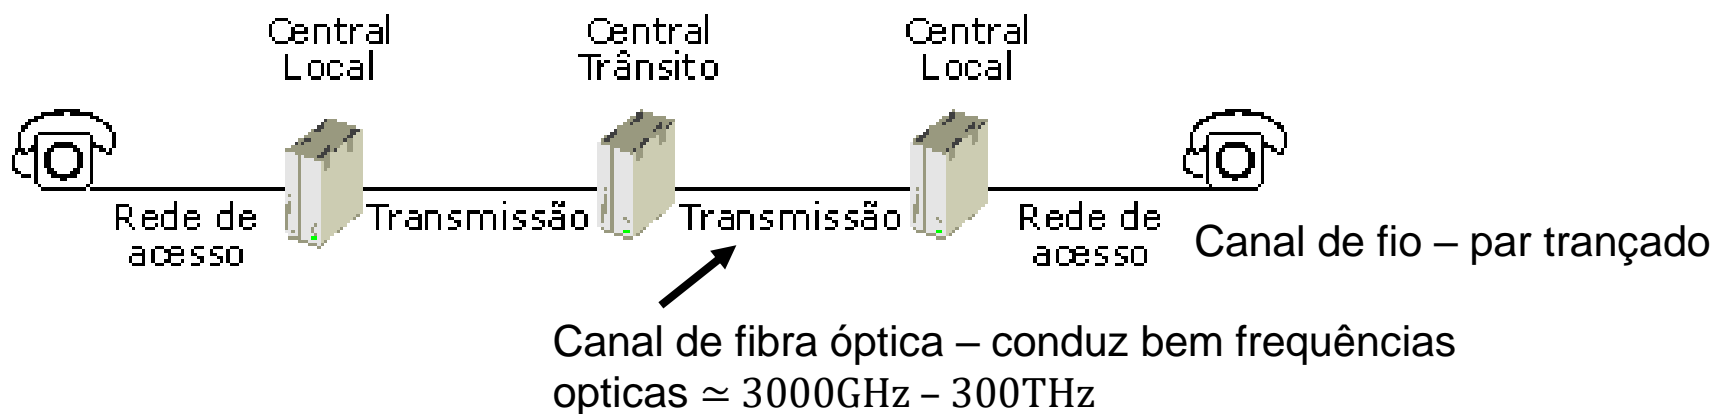 Central
Local
Central
Trânsito
Central
Local
Rede de
acesso
Transmissão
Transmissão
Rede de
acesso
Canal de fio – par trançado
Canal de fibra óptica – conduz bem frequências
opticas ≃ 3000GHz – 300THz